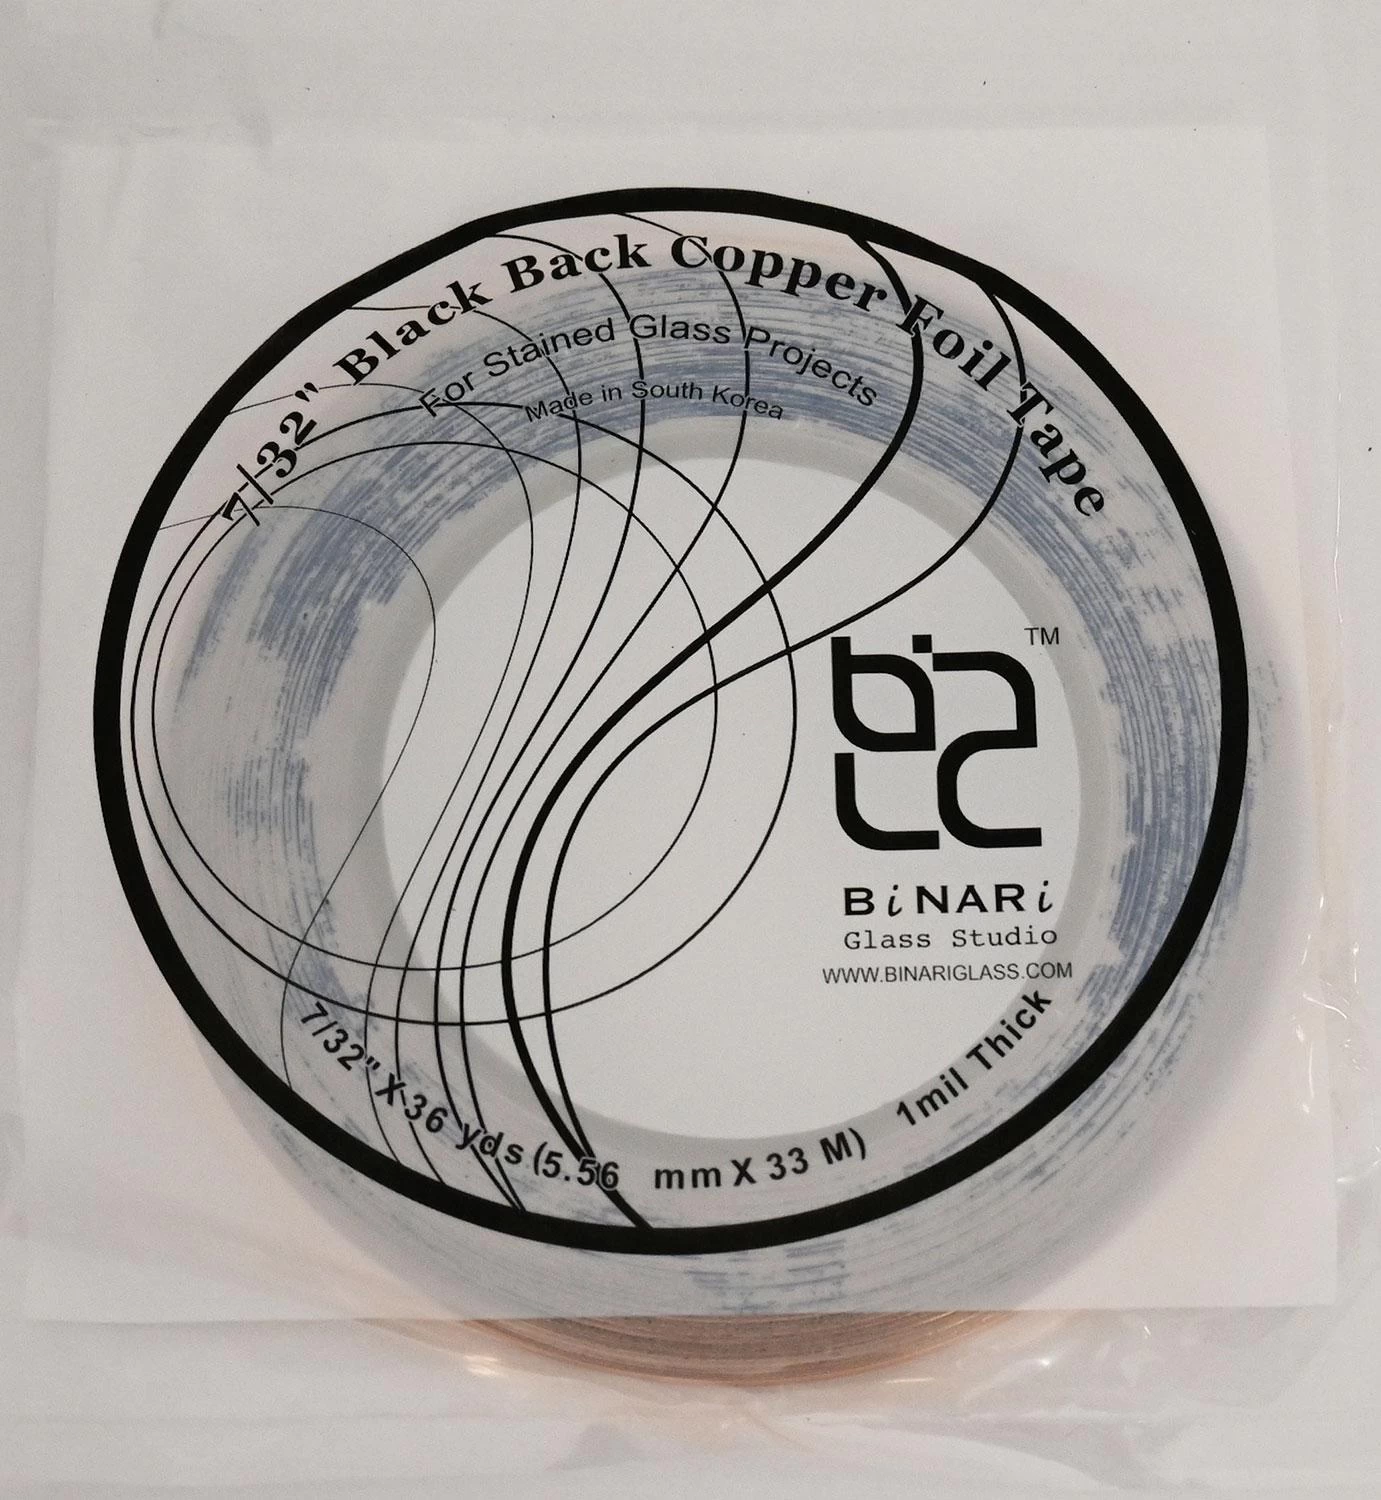 7/32" Black Back Copper Foil Tape
For Stained Glass Projects
Made in South Korea
TM
BiNARi
Glass Studio
WWW.BINARIGLASS.COM
7/32" X 36 yds (5.56 mm X 33 M) 1mil Thick